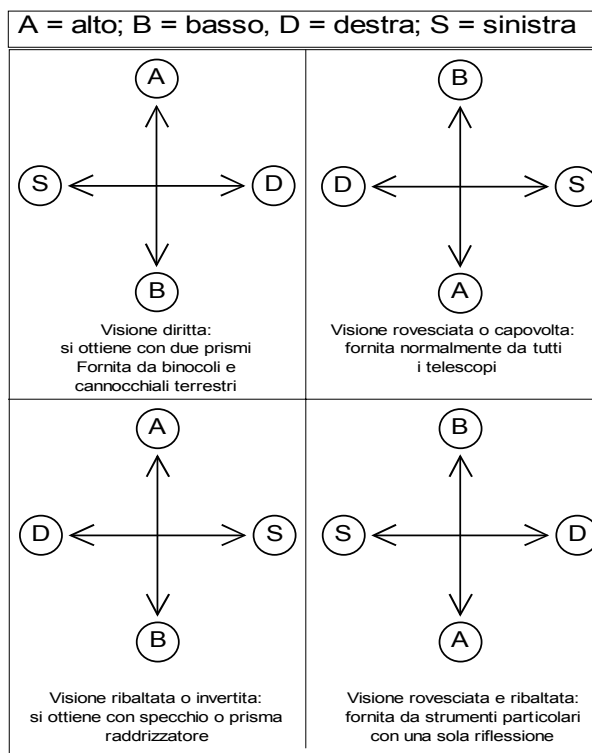 A = alto; B = basso, D = destra; S = sinistra
A
S
D
B
Visione diritta:
si ottiene con due prismi
Fornita da binocoli e
cannocchiali terrestri
B
D
S
A
Visione rovesciata o capovolta:
fornita normalmente da tutti
i telescopi
A
D
S
B
Visione ribaltata o invertita:
si ottiene con specchio o prisma
raddrizzatore
B
S
D
A
Visione rovesciata e ribaltata:
fornita da strumenti particolari
con una sola riflessione